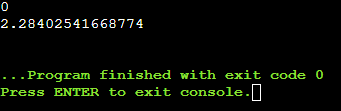 0
2.28402541668774
...Program finished with exit code 0
Press ENTER to exit console.